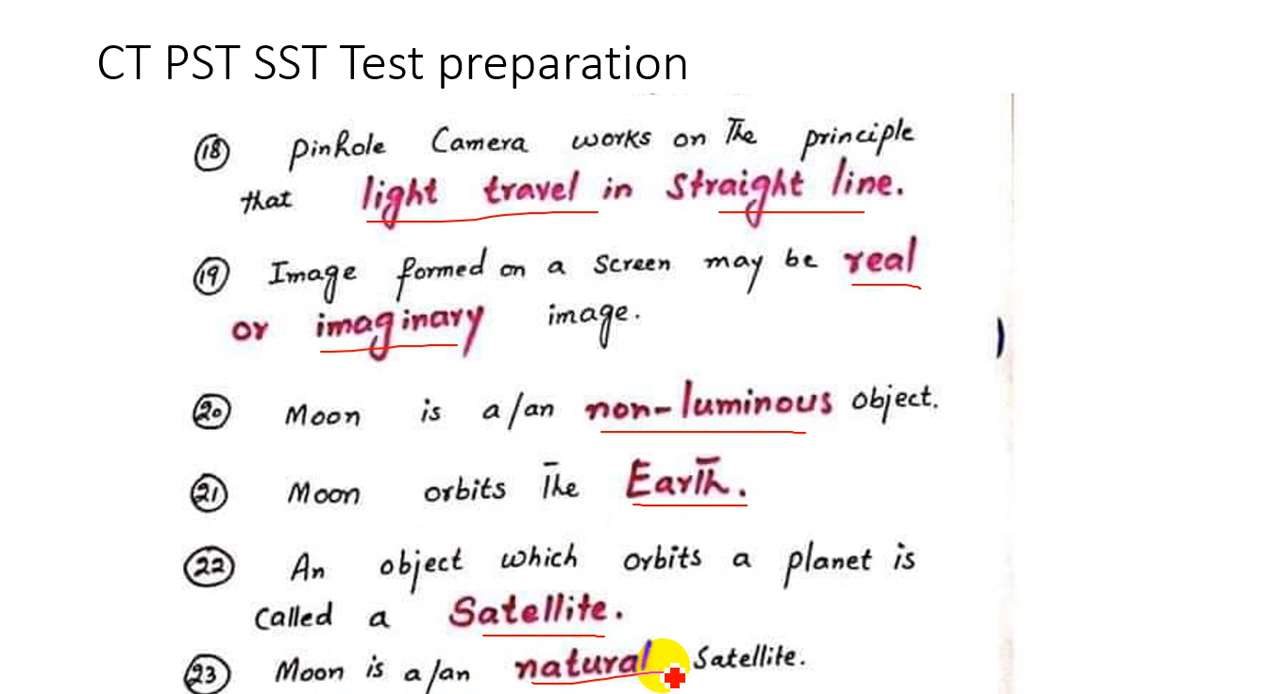 CT PST SST Test preparation
(18) Pinhole Camera works on The principle
that light travel in straight line.
(19) Image formed on a screen may be real
or imaginary image.
(20) Moon is a/an non-luminous object.
(21) Moon orbits The Earth.
(22) An object which orbits a planet is
called a Satellite.
(23) Moon is a/an natural Satellite.